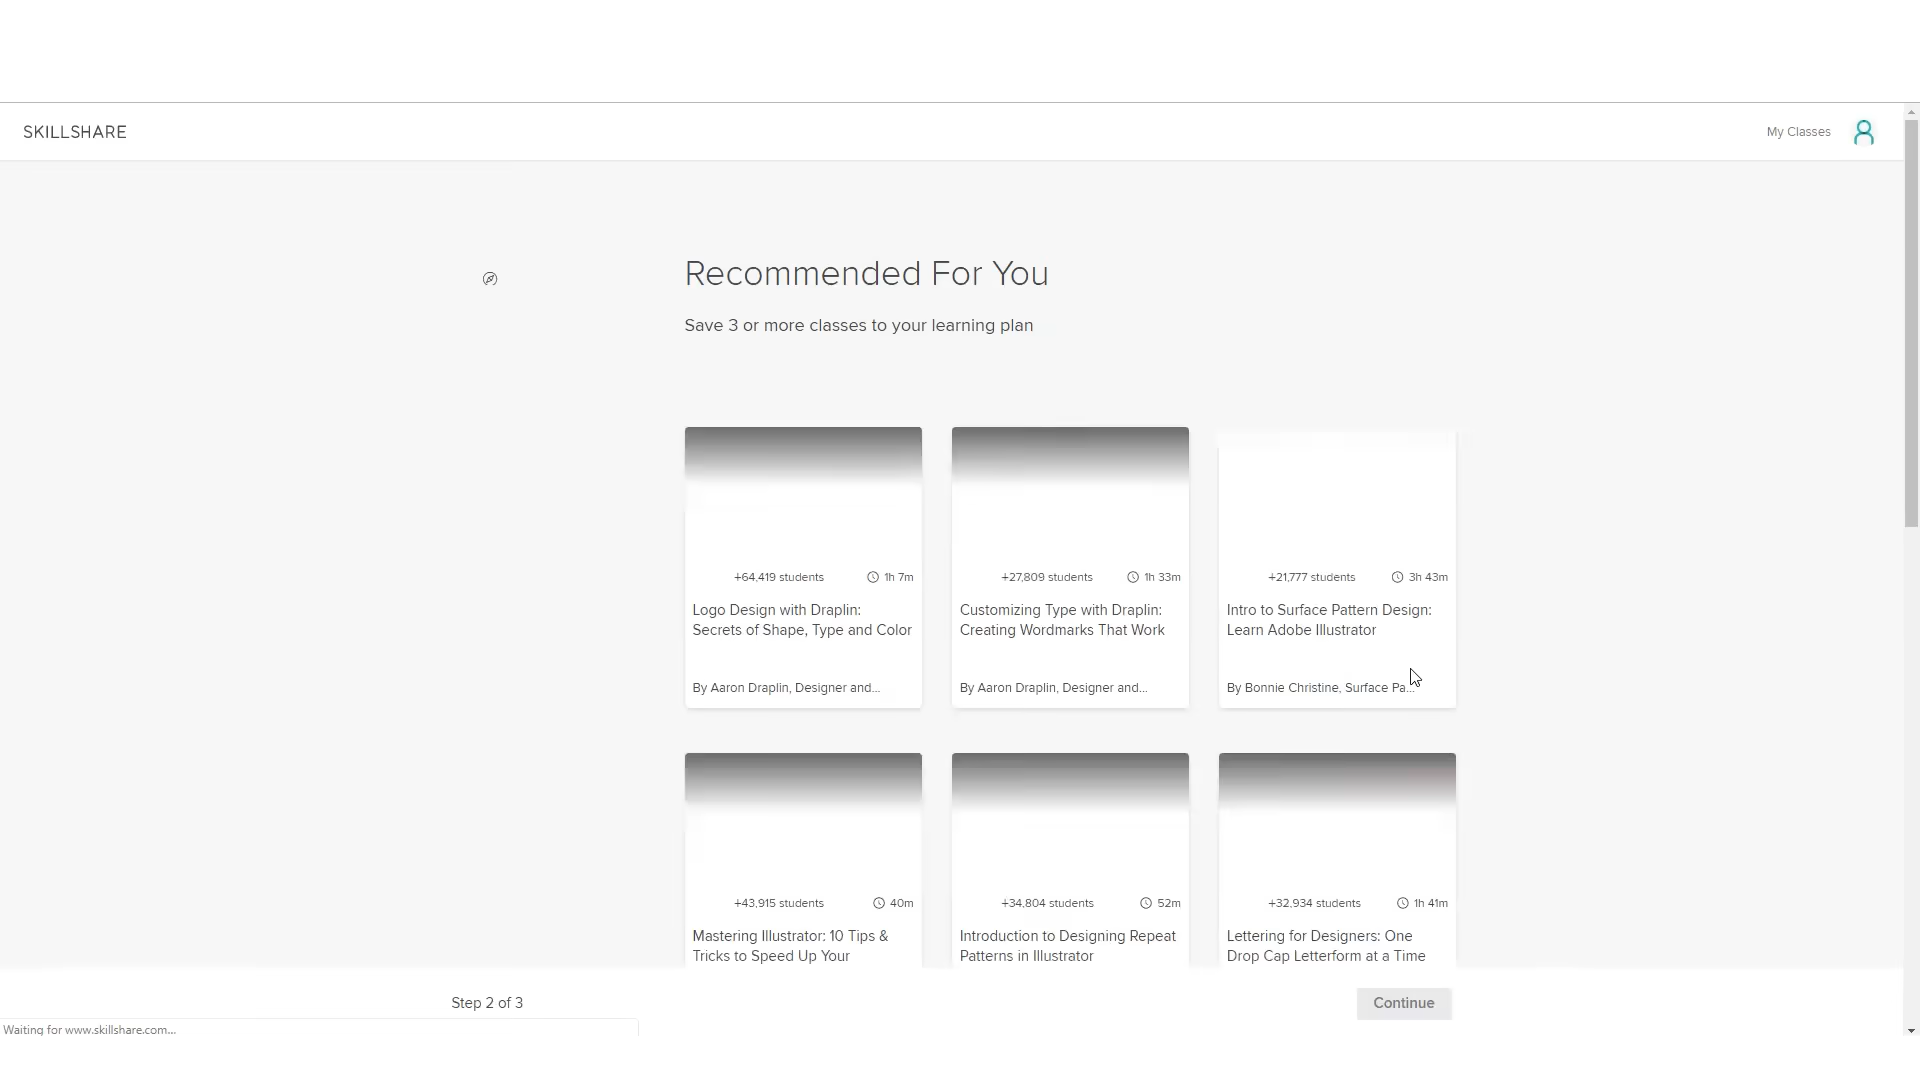 SKILLSHARE
My Classes
Recommended For You
Save 3 or more classes to your learning plan
+64,419 students 1h 7m
Logo Design with Draplin:
Secrets of Shape, Type and Color
By Aaron Draplin, Designer and...
+27,809 students 1h 33m
Customizing Type with Draplin:
Creating Wordmarks That Work
By Aaron Draplin, Designer and...
+21,777 students 3h 43m
Intro to Surface Pattern Design:
Learn Adobe Illustrator
By Bonnie Christine, Surface Pa...
+43,915 students 40m
Mastering Illustrator: 10 Tips &
Tricks to Speed Up Your
+34,804 students 52m
Introduction to Designing Repeat
Patterns in Illustrator
+32,934 students 1h 41m
Lettering for Designers: One
Drop Cap Letterform at a Time
Step 2 of 3
Continue
Waiting for www.skillshare.com...